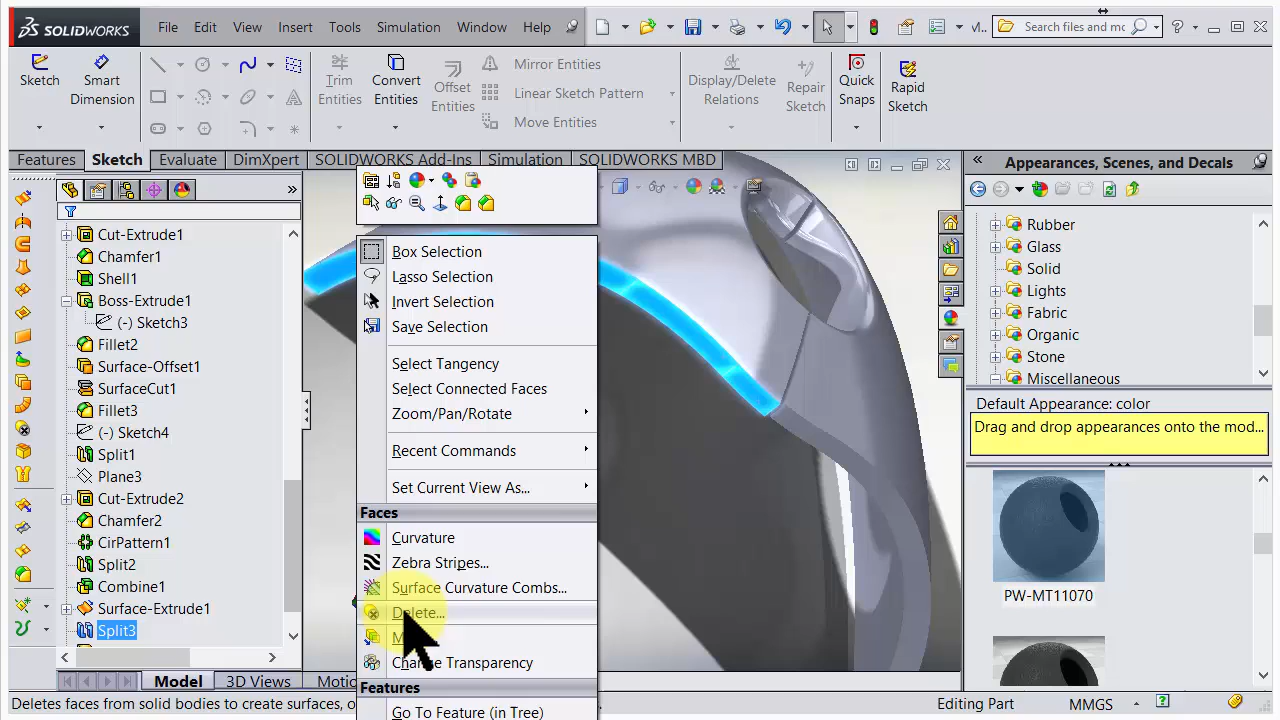 SOLIDWORKS File Edit View Insert Tools Simulation Window Help Search files and mc
Sketch Smart Dimension Trim Entities Convert Entities Offset Entities Mirror Entities Linear Sketch Pattern Move Entities Display/Delete Relations Repair Sketch Quick Snaps Rapid Sketch
Features Sketch Evaluate DimXpert SOLIDWORKS Add-Ins Simulation SOLIDWORKS MBD
Cut-Extrude1
Chamfer1
Shell1
Boss-Extrude1
(-) Sketch3
Fillet2
Surface-Offset1
SurfaceCut1
Fillet3
(-) Sketch4
Split1
Plane3
Cut-Extrude2
Chamfer2
CirPattern1
Split2
Combine1
Surface-Extrude1
Split3
Box Selection
Lasso Selection
Invert Selection
Save Selection
Select Tangency
Select Connected Faces
Zoom/Pan/Rotate
Recent Commands
Set Current View As...
Faces
Curvature
Zebra Stripes...
Surface Curvature Combs...
Delete...
Change Transparency
Features
Go To Feature (in Tree)
Appearances, Scenes, and Decals
Rubber
Glass
Solid
Lights
Fabric
Organic
Stone
Miscellaneous
Default Appearance: color
Drag and drop appearances onto the mod...
PW-MT11070
Model 3D Views
Deletes faces from solid bodies to create surfaces, o
Editing Part MMGS